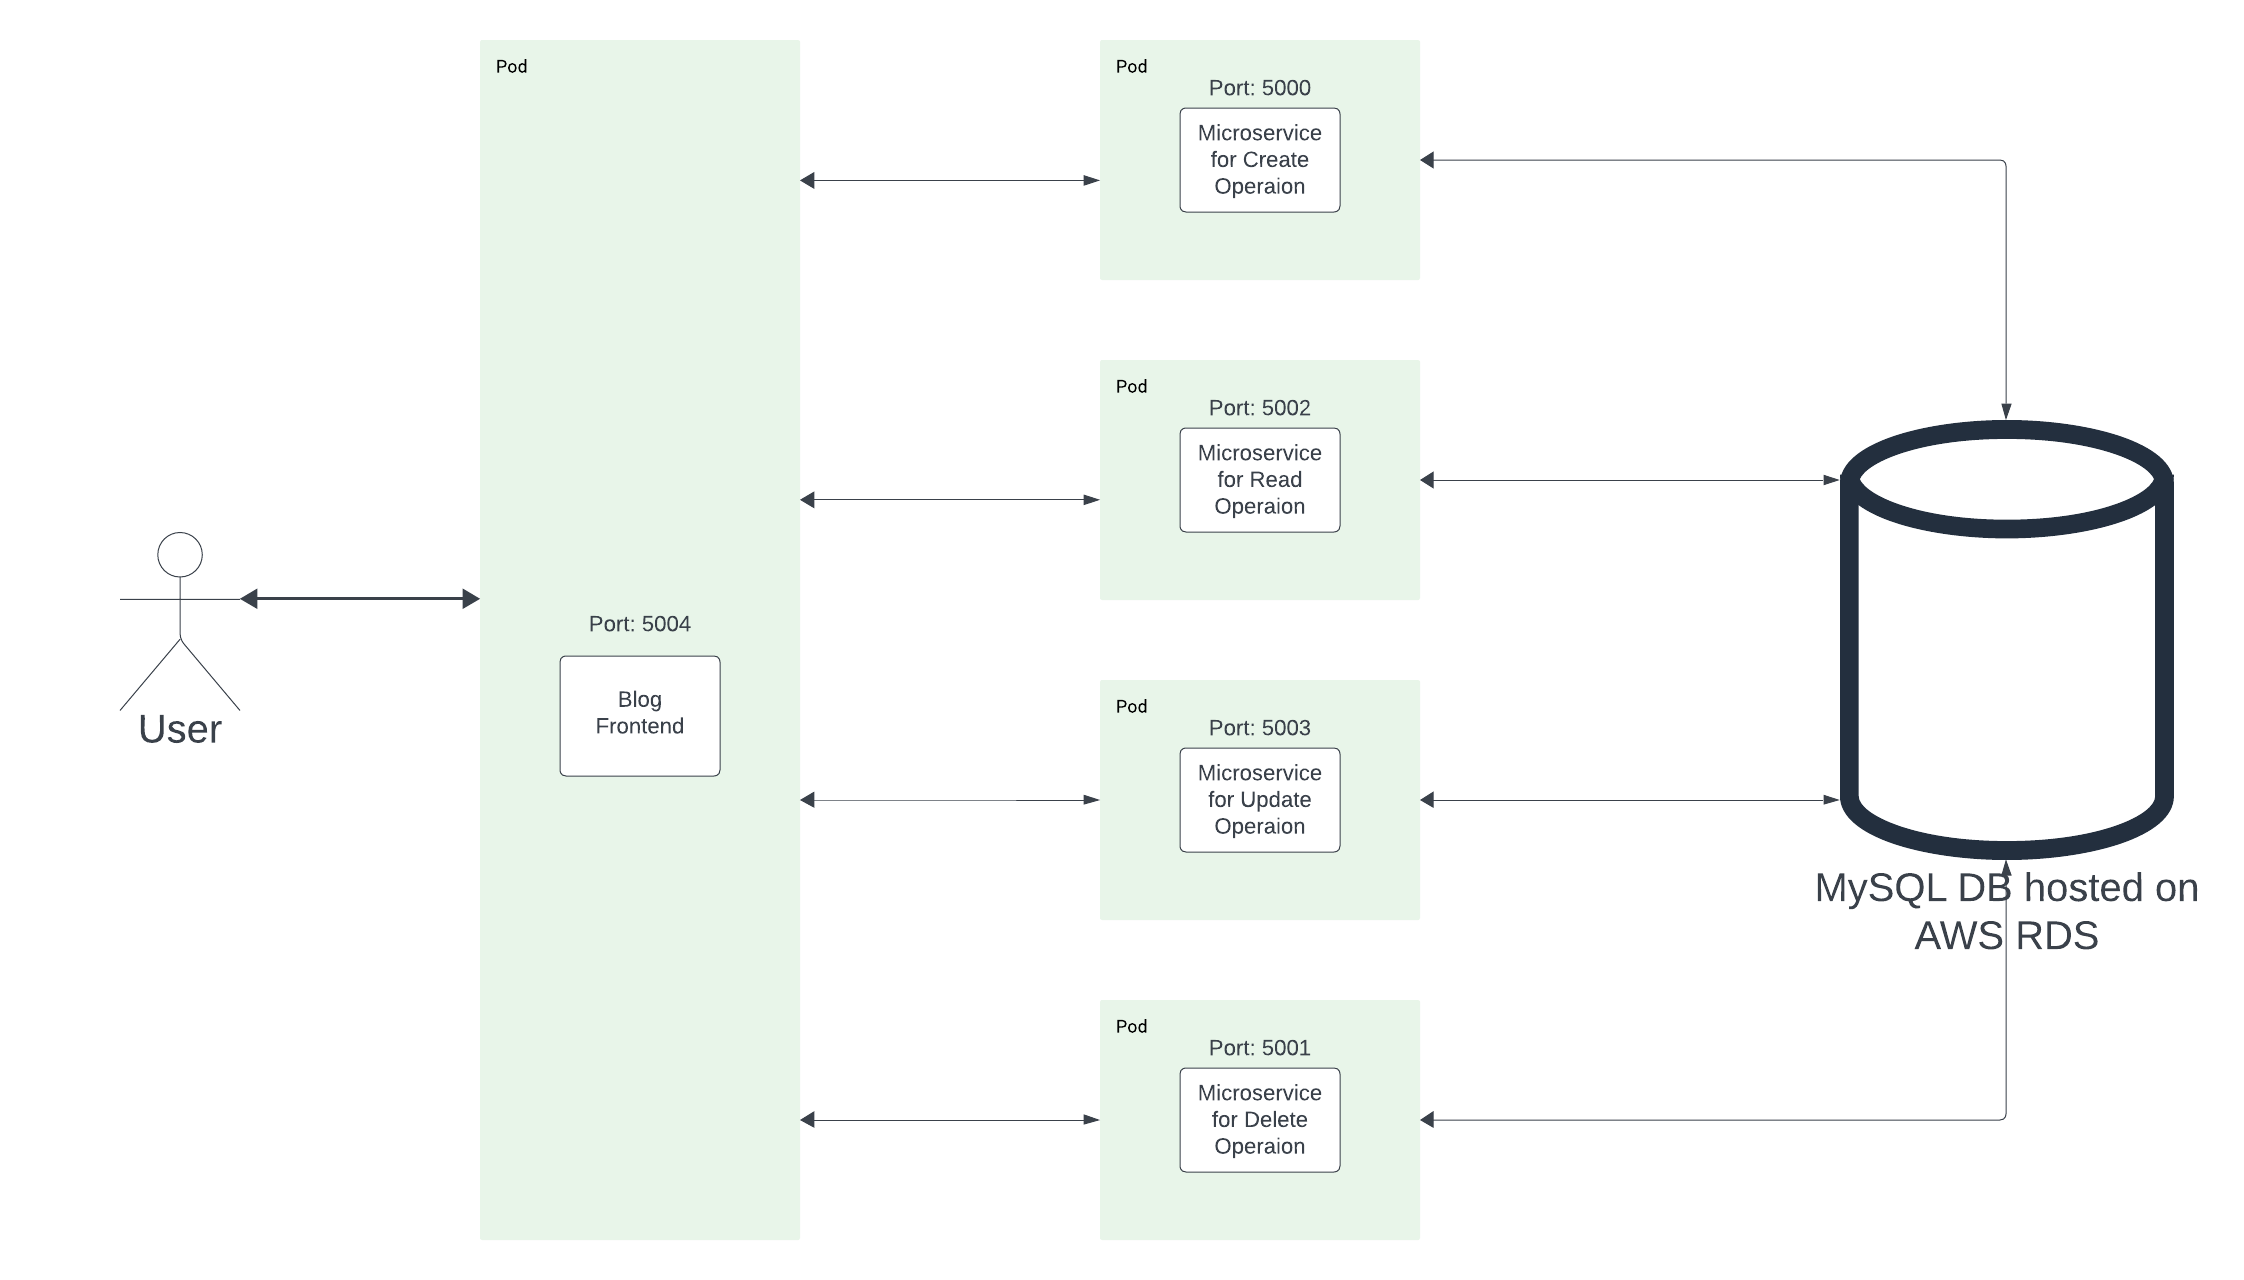 User
Pod
Port: 5004
Blog
Frontend
Pod
Port: 5000
Microservice
for Create
Operaion
Pod
Port: 5002
Microservice
for Read
Operaion
Pod
Port: 5003
Microservice
for Update
Operaion
Pod
Port: 5001
Microservice
for Delete
Operaion
MySQL DB hosted on
AWS RDS